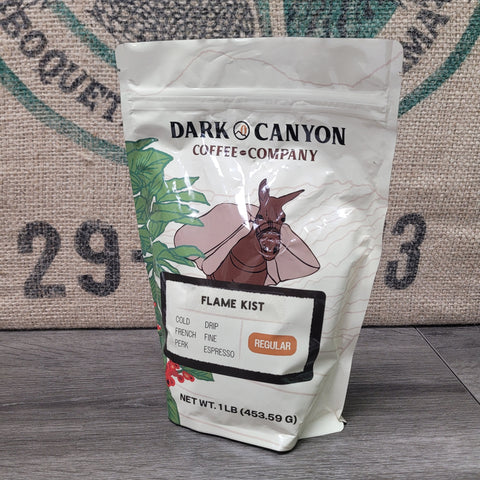 BOQUET
29-
3
DARK CANYON
COFFEE COMPANY
FLAME KIST
COLD DRIP
FRENCH FINE
PERK ESPRESSO
REGULAR
NET WT. 1 LB (453.59 G)